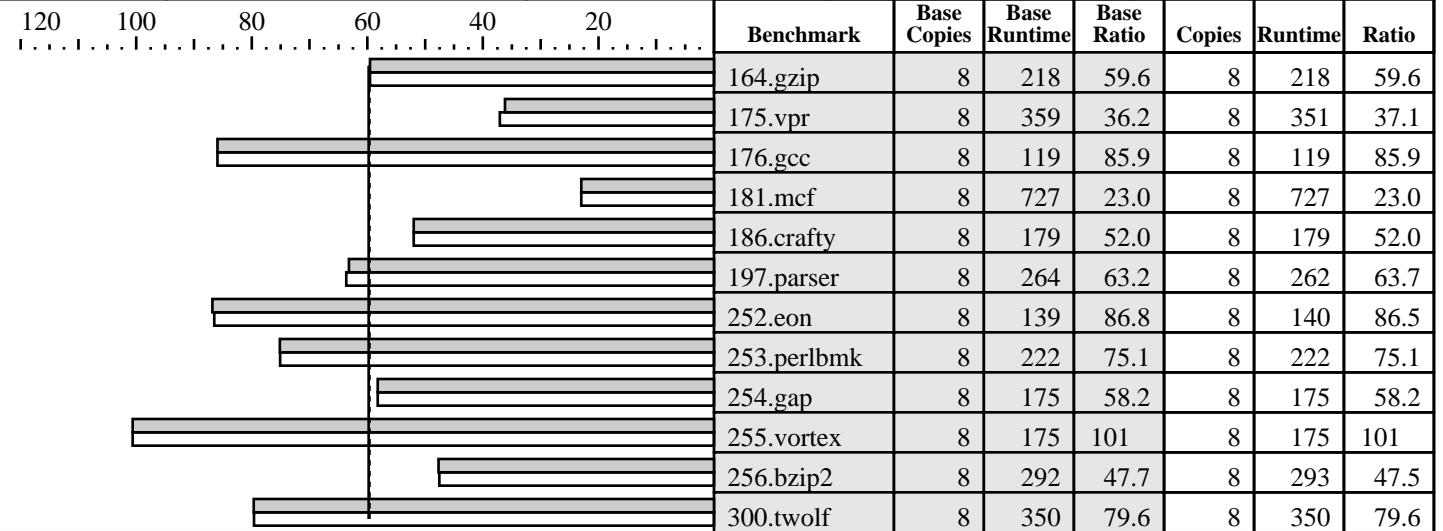 120 100 80 60 40 20
Benchmark Base Copies Base Runtime Base Ratio Copies Runtime Ratio
164.gzip 8 218 59.6 8 218 59.6
175.vpr 8 359 36.2 8 351 37.1
176.gcc 8 119 85.9 8 119 85.9
181.mcf 8 727 23.0 8 727 23.0
186.crafty 8 179 52.0 8 179 52.0
197.parser 8 264 63.2 8 262 63.7
252.eon 8 139 86.8 8 140 86.5
253.perlbmk 8 222 75.1 8 222 75.1
254.gap 8 175 58.2 8 175 58.2
255.vortex 8 175 101 8 175 101
256.bzip2 8 292 47.7 8 293 47.5
300.twolf 8 350 79.6 8 350 79.6